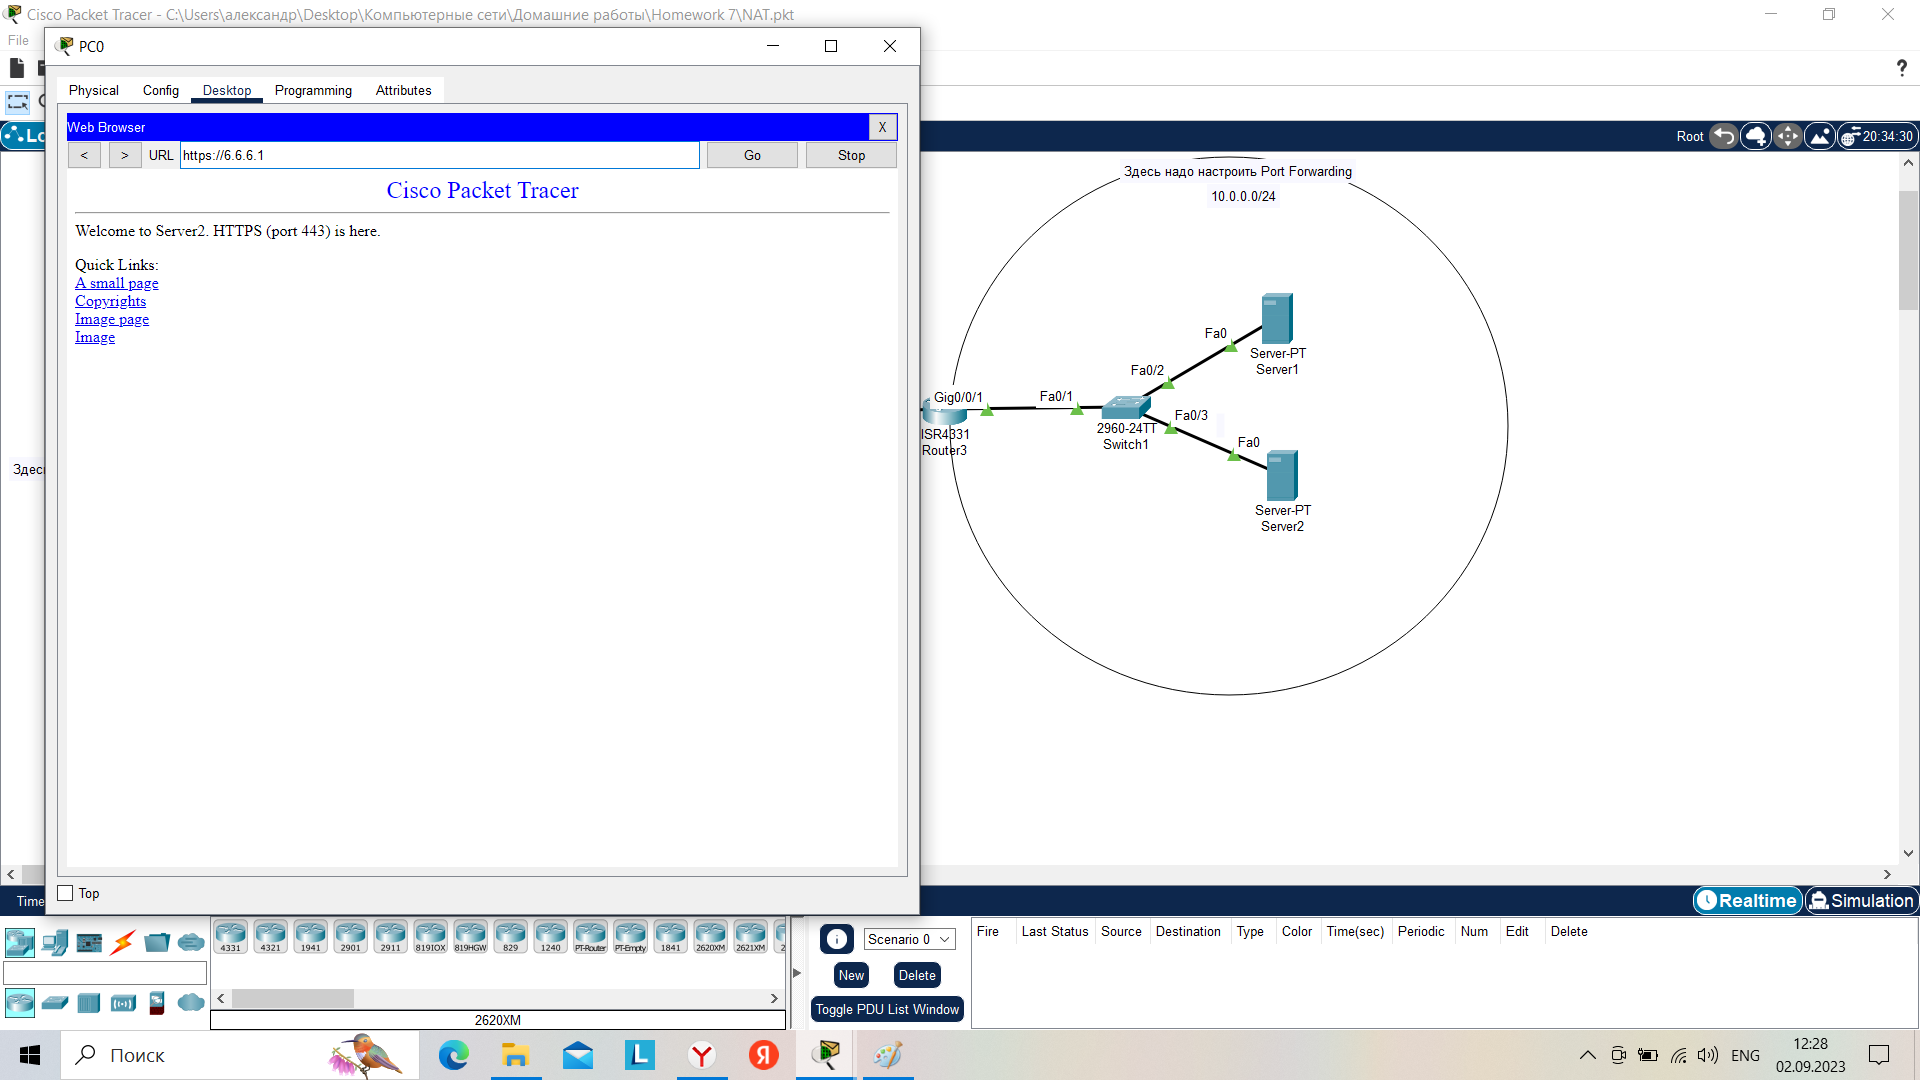 Cisco Packet Tracer - C:\Users\александр\Desktop\Компьютерные сети\Домашние работы\Homework 7\NAT.pkt
File
PC0
Physical Config Desktop Programming Attributes
Web Browser X
< > URL https://6.6.6.1 Go Stop
Cisco Packet Tracer
Welcome to Server2. HTTPS (port 443) is here.
Quick Links:
A small page
Copyrights
Image page
Image
Top
?
Lo
Root 20:34:30
Здесь надо настроить Port Forwarding
10.0.0.0/24
Fa0
Server-PT
Server1
Fa0/2
Gig0/0/1 Fa0/1
ISR4331
Router3
2960-24TT
Switch1
Fa0/3
Fa0
Server-PT
Server2
Здес
Time
Realtime Simulation
4331 4321 1941 2901 2911 819IOX 819HGW 829 1240 PT-Router PT-Empty 1841 2620XM 2621XM 2
2620XM
Scenario 0
New Delete
Toggle PDU List Window
Fire Last Status Source Destination Type Color Time(sec) Periodic Num Edit Delete
Поиск
L Y Я
ENG
12:28
02.09.2023